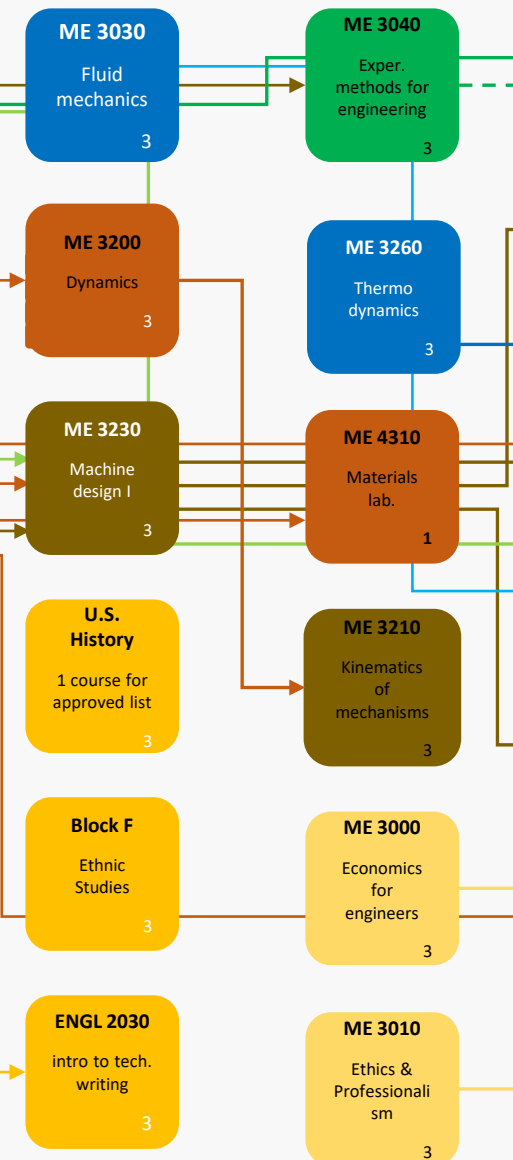 ME 3030
Fluid
mechanics
3
ME 3200
Dynamics
3
ME 3230
Machine
design I
3
U.S.
History
1 course for
approved list
3
Block F
Ethnic
Studies
3
ENGL 2030
intro to tech.
writing
3
ME 3040
Exper.
methods for
engineering
3
ME 3260
Thermo
dynamics
3
ME 4310
Materials
lab.
1
ME 3210
Kinematics
of
mechanisms
3
ME 3000
Economics
for
engineers
3
ME 3010
Ethics &
Professionali
sm
3